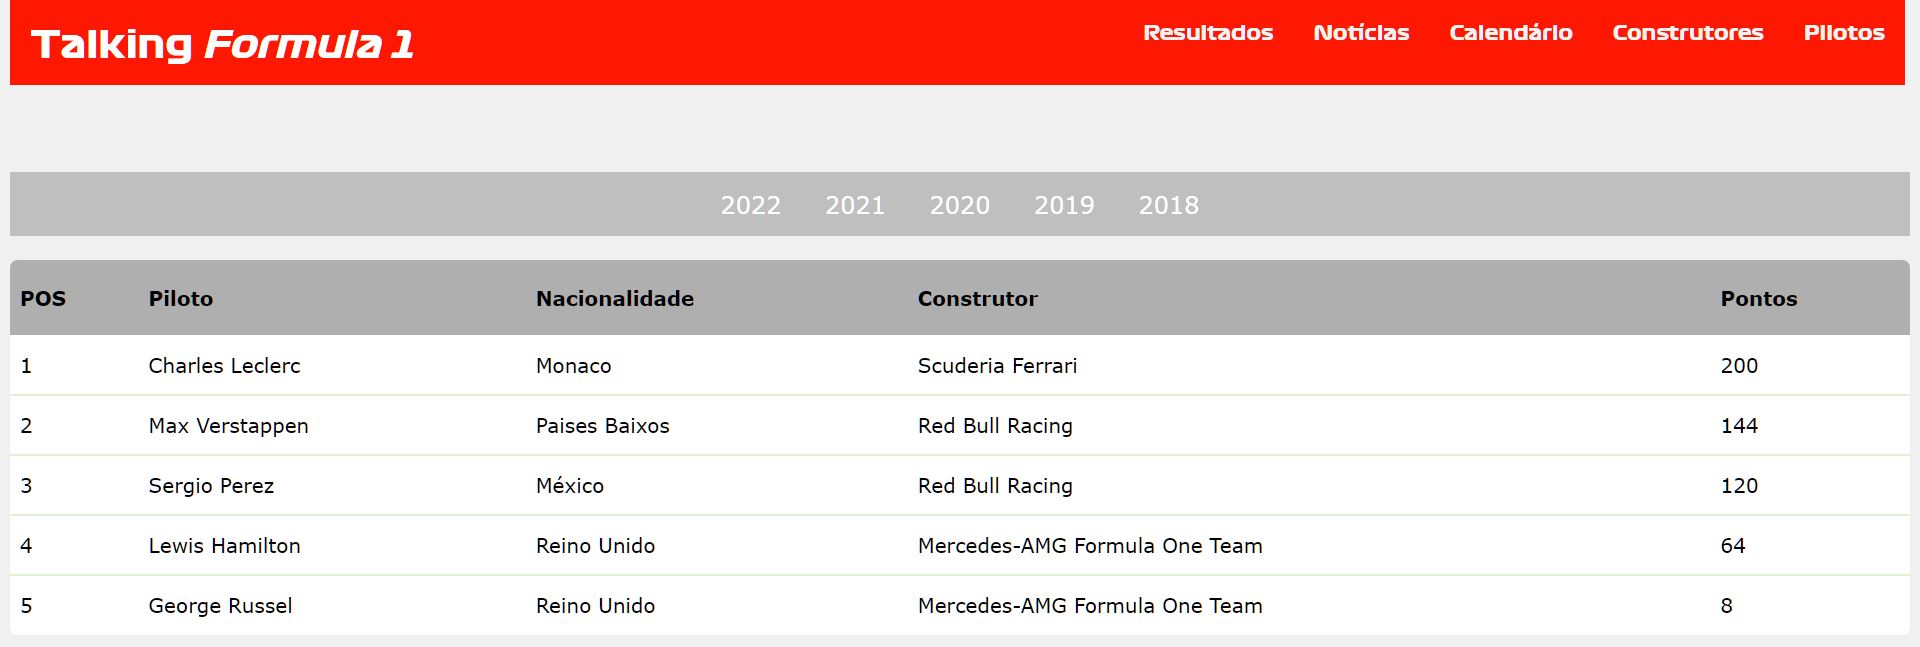 Talking Formula 1
Resultados Notícias Calendário Construtores Pilotos
2022 2021 2020 2019 2018
POS Piloto Nacionalidade Construtor Pontos
1 Charles Leclerc Monaco Scuderia Ferrari 200
2 Max Verstappen Paises Baixos Red Bull Racing 144
3 Sergio Perez México Red Bull Racing 120
4 Lewis Hamilton Reino Unido Mercedes-AMG Formula One Team 64
5 George Russel Reino Unido Mercedes-AMG Formula One Team 8